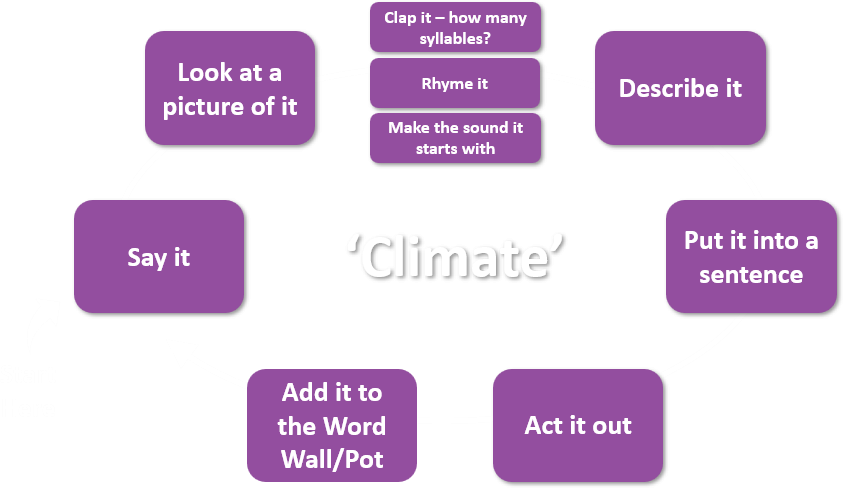 Clap it – how many
syllables?
Look at a
picture of it
Rhyme it
Describe it
Make the sound it
starts with
Say it
‘Climate’
Put it into a
sentence
Add it to
the Word
Wall/Pot
Act it out